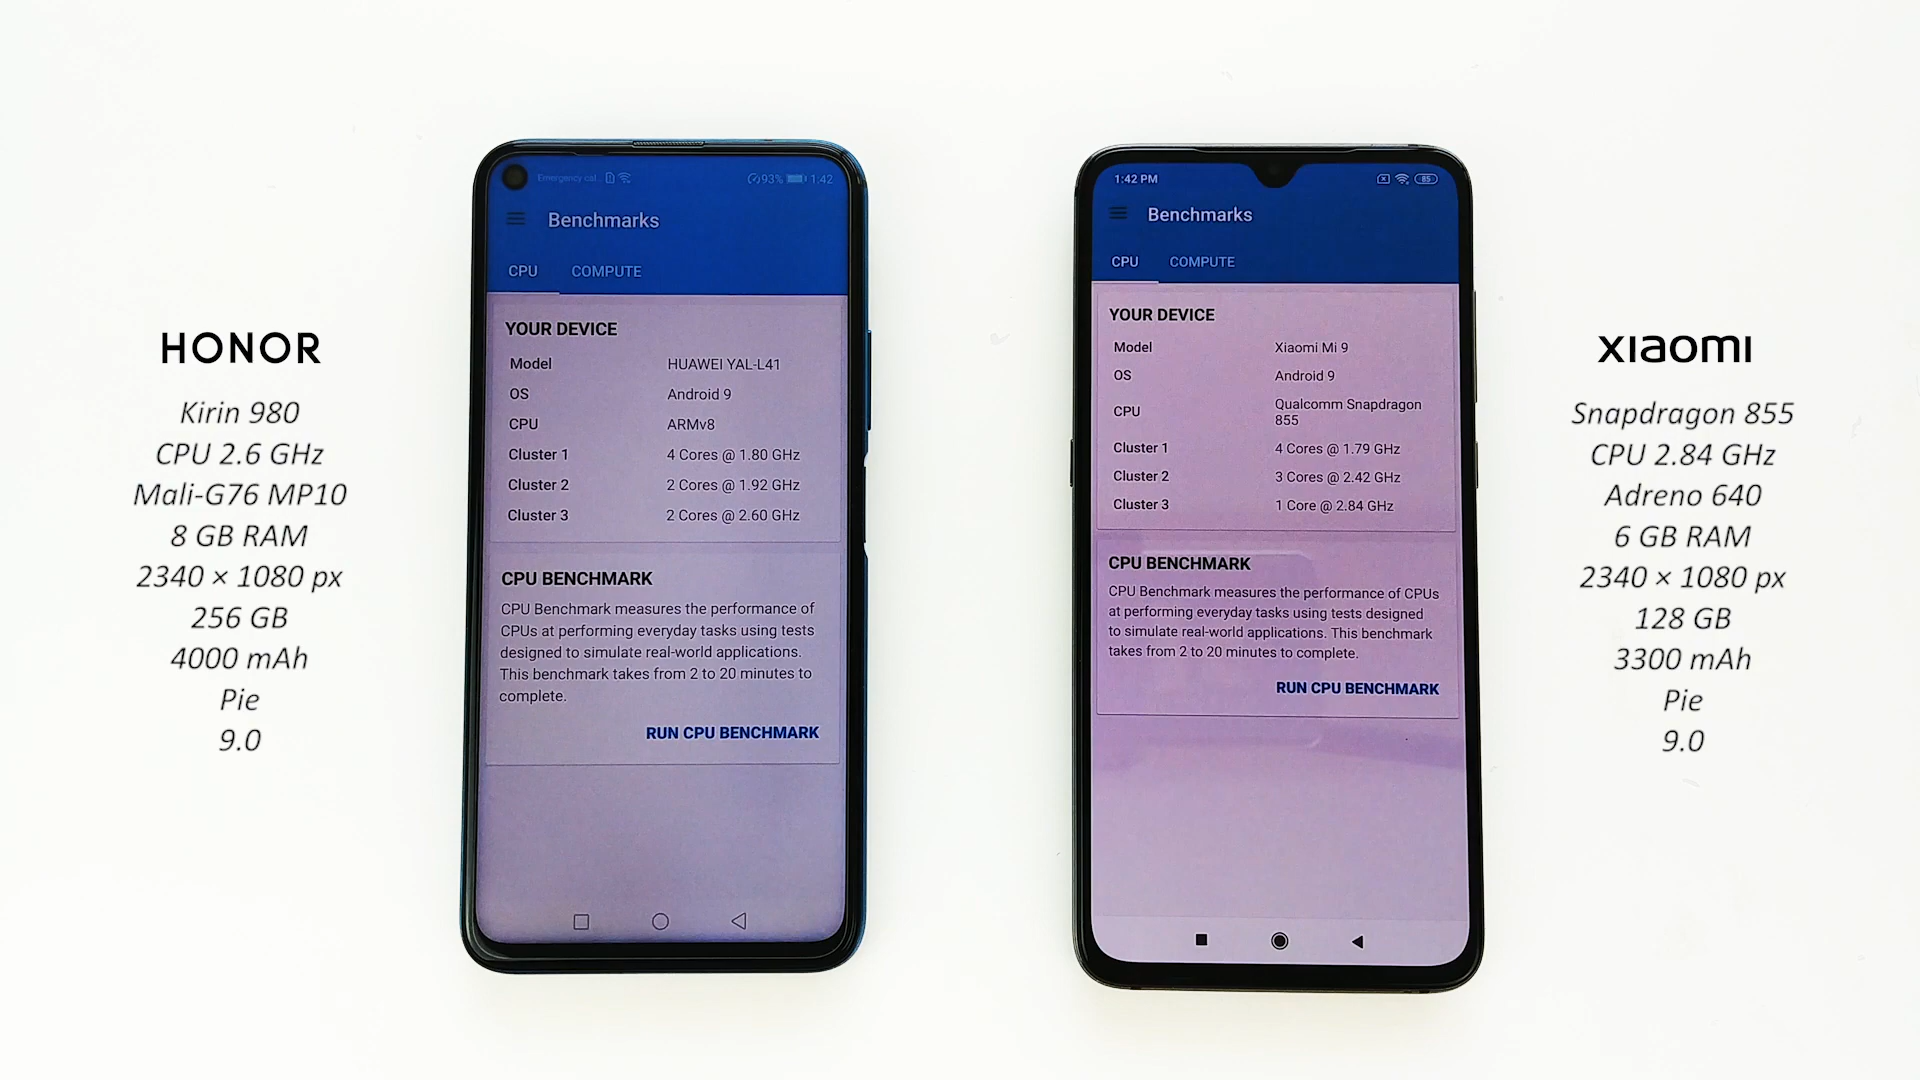 HONOR
Kirin 980
CPU 2.6 GHz
Mali-G76 MP10
8 GB RAM
2340 × 1080 px
256 GB
4000 mAh
Pie
9.0
Emergency cal...
93% 1:42
Benchmarks
CPU COMPUTE
YOUR DEVICE
Model HUAWEI YAL-L41
OS Android 9
CPU ARMv8
Cluster 1 4 Cores @ 1.80 GHz
Cluster 2 2 Cores @ 1.92 GHz
Cluster 3 2 Cores @ 2.60 GHz
CPU BENCHMARK
CPU Benchmark measures the performance of
CPUs at performing everyday tasks using tests
designed to simulate real-world applications.
This benchmark takes from 2 to 20 minutes to
complete.
RUN CPU BENCHMARK
1:42 PM 85
Benchmarks
CPU COMPUTE
YOUR DEVICE
Model Xiaomi Mi 9
OS Android 9
CPU Qualcomm Snapdragon
855
Cluster 1 4 Cores @ 1.79 GHz
Cluster 2 3 Cores @ 2.42 GHz
Cluster 3 1 Core @ 2.84 GHz
CPU BENCHMARK
CPU Benchmark measures the performance of CPUs
at performing everyday tasks using tests designed
to simulate real-world applications. This benchmark
takes from 2 to 20 minutes to complete.
RUN CPU BENCHMARK
xiaomi
Snapdragon 855
CPU 2.84 GHz
Adreno 640
6 GB RAM
2340 × 1080 px
128 GB
3300 mAh
Pie
9.0